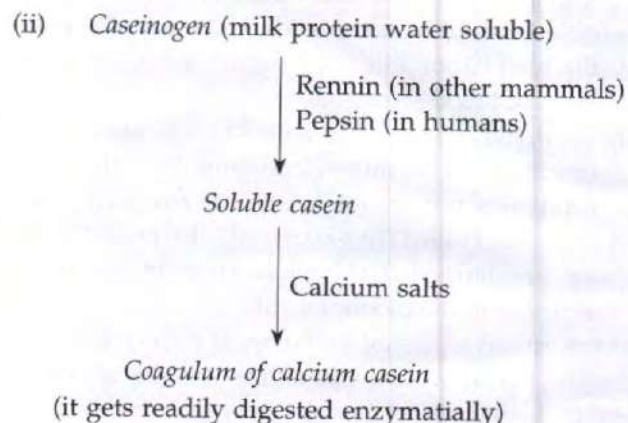 (ii) Caseinogen (milk protein water soluble)
Rennin (in other mammals)
Pepsin (in humans)
Soluble casein
Calcium salts
Coagulum of calcium casein
(it gets readily digested enzymatially)